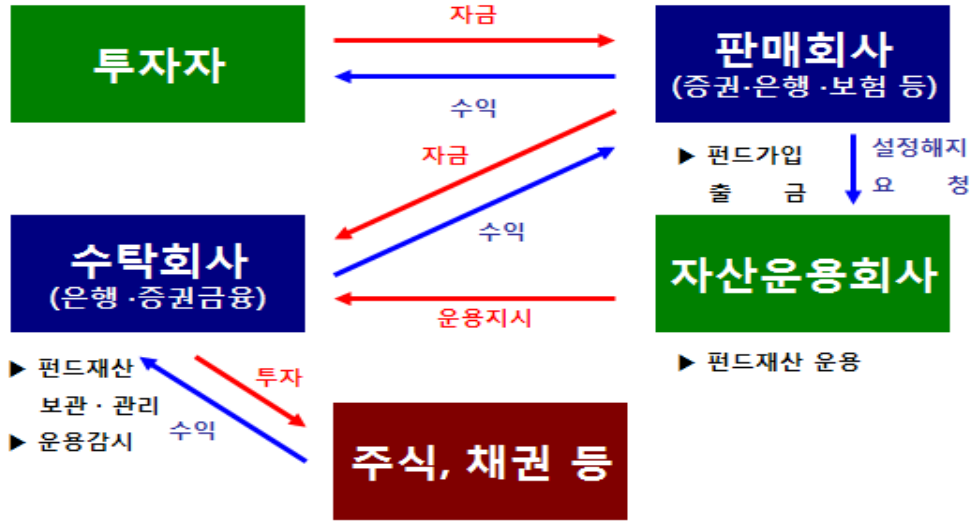 투자자
자금
수익
판매회사
(증권·은행 ·보험 등)
▶ 펀드가입
출 금
설정해지
요 청
자금
수익
수탁회사
(은행 ·증권금융)
운용지시
자산운용회사
▶ 펀드재산 운용
▶ 펀드재산
보관 · 관리
▶ 운용감시
투자
수익
주식, 채권 등